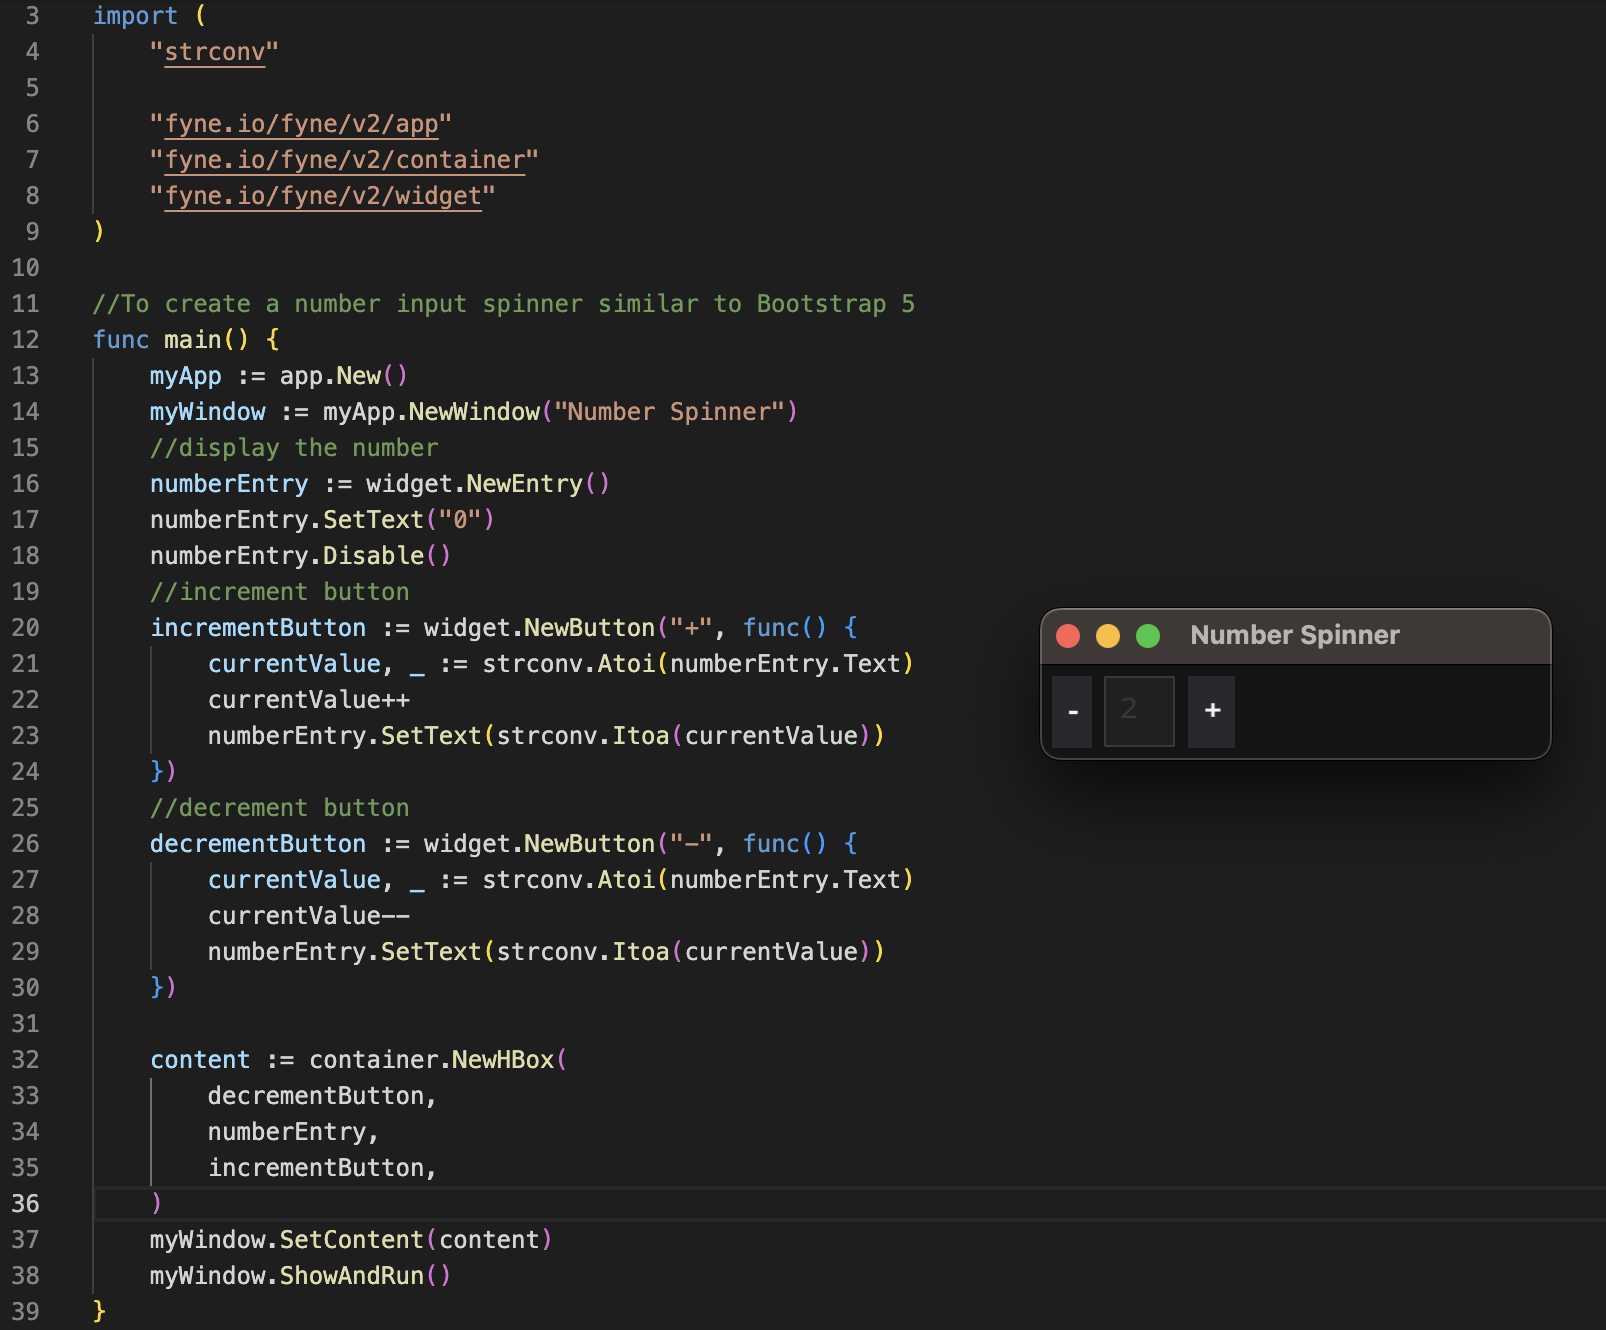 3 import (
4 "strconv"
5
6 "fyne.io/fyne/v2/app"
7 "fyne.io/fyne/v2/container"
8 "fyne.io/fyne/v2/widget"
9 )
10
11 //To create a number input spinner similar to Bootstrap 5
12 func main() {
13 myApp := app.New()
14 myWindow := myApp.NewWindow("Number Spinner")
15 //display the number
16 numberEntry := widget.NewEntry()
17 numberEntry.SetText("0")
18 numberEntry.Disable()
19 //increment button
20 incrementButton := widget.NewButton("+", func() {
21 currentValue, _ := strconv.Atoi(numberEntry.Text)
22 currentValue++
23 numberEntry.SetText(strconv.Itoa(currentValue))
24 })
25 //decrement button
26 decrementButton := widget.NewButton("-", func() {
27 currentValue, _ := strconv.Atoi(numberEntry.Text)
28 currentValue--
29 numberEntry.SetText(strconv.Itoa(currentValue))
30 })
31
32 content := container.NewHBox(
33 decrementButton,
34 numberEntry,
35 incrementButton,
36 )
37 myWindow.SetContent(content)
38 myWindow.ShowAndRun()
39 }
Number Spinner
- 2 +